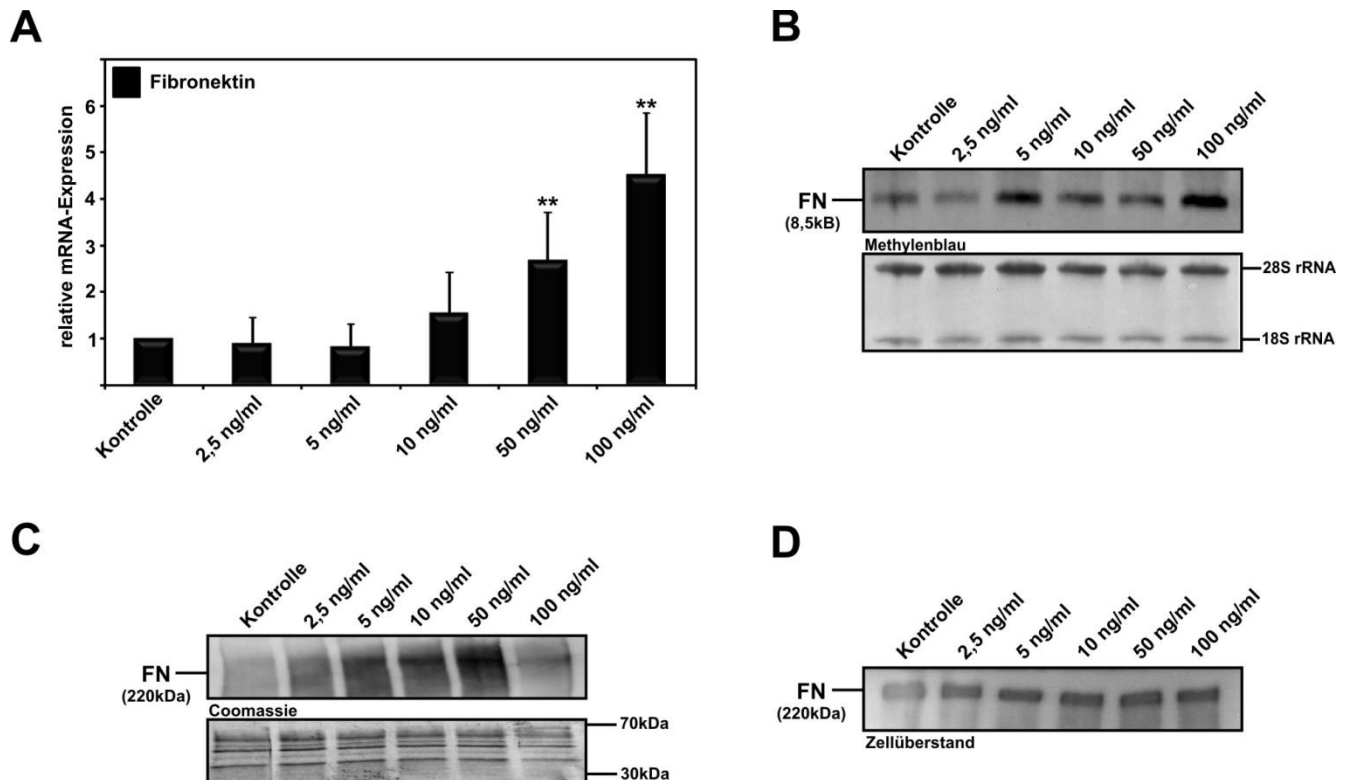 A
Fibronektin
relative mRNA-Expression
6
5
4
3
2
1
**
**
Kontrolle
2,5 ng/ml
5 ng/ml
10 ng/ml
50 ng/ml
100 ng/ml
B
Kontrolle
2,5 ng/ml
5 ng/ml
10 ng/ml
50 ng/ml
100 ng/ml
FN
(8,5kB)
Methylenblau
28S rRNA
18S rRNA
C
Kontrolle
2,5 ng/ml
5 ng/ml
10 ng/ml
50 ng/ml
100 ng/ml
FN
(220kDa)
Coomassie
70kDa
30kDa
D
Kontrolle
2,5 ng/ml
5 ng/ml
10 ng/ml
50 ng/ml
100 ng/ml
FN
(220kDa)
Zellüberstand